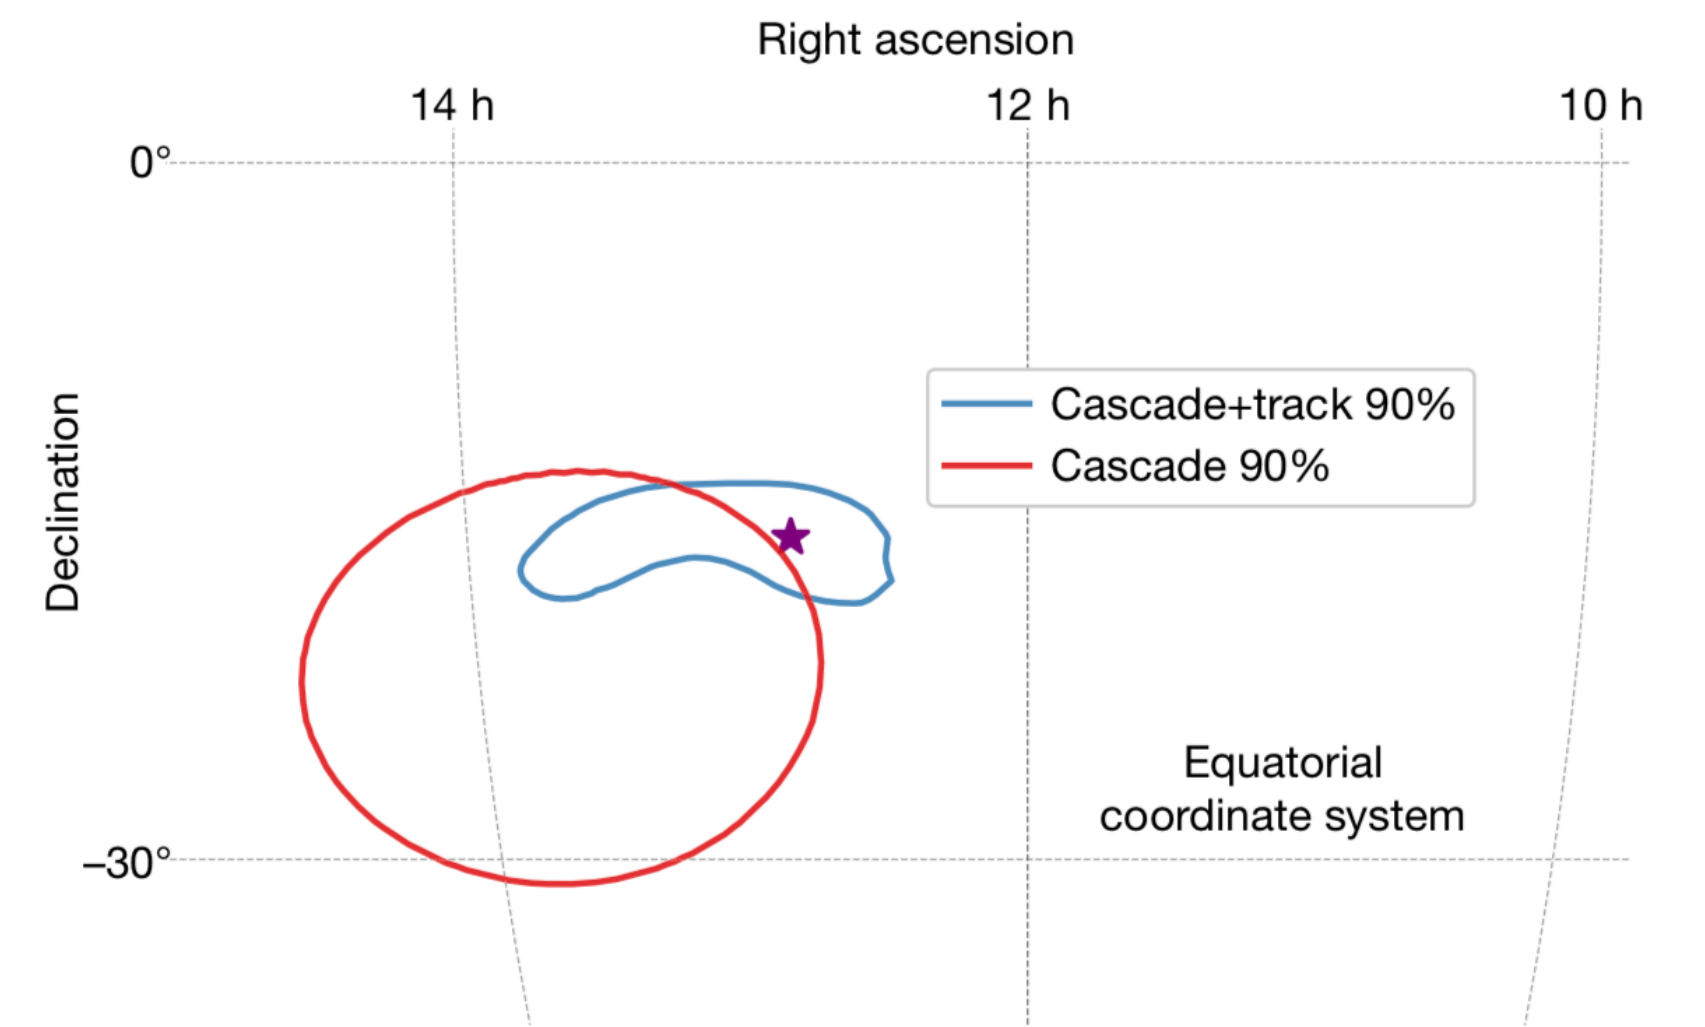 Right ascension
14 h
12 h
10 h
0°
Declination
Cascade+track 90%
Cascade 90%
Equatorial
coordinate system
–30°